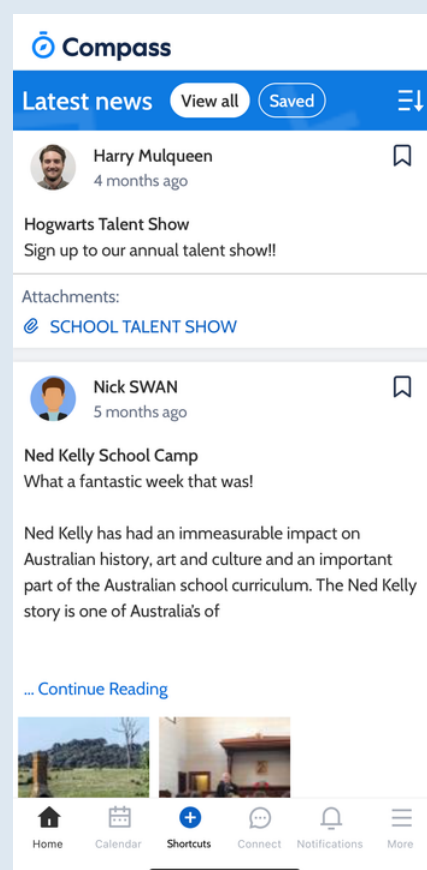 Compass
Latest news View all Saved
Harry Mulqueen
4 months ago
Hogwarts Talent Show
Sign up to our annual talent show!!
Attachments:
SCHOOL TALENT SHOW
Nick SWAN
5 months ago
Ned Kelly School Camp
What a fantastic week that was!
Ned Kelly has had an immeasurable impact on
Australian history, art and culture and an important
part of the Australian school curriculum. The Ned Kelly
story is one of Australia's of
... Continue Reading
Home Calendar Shortcuts Connect Notifications More